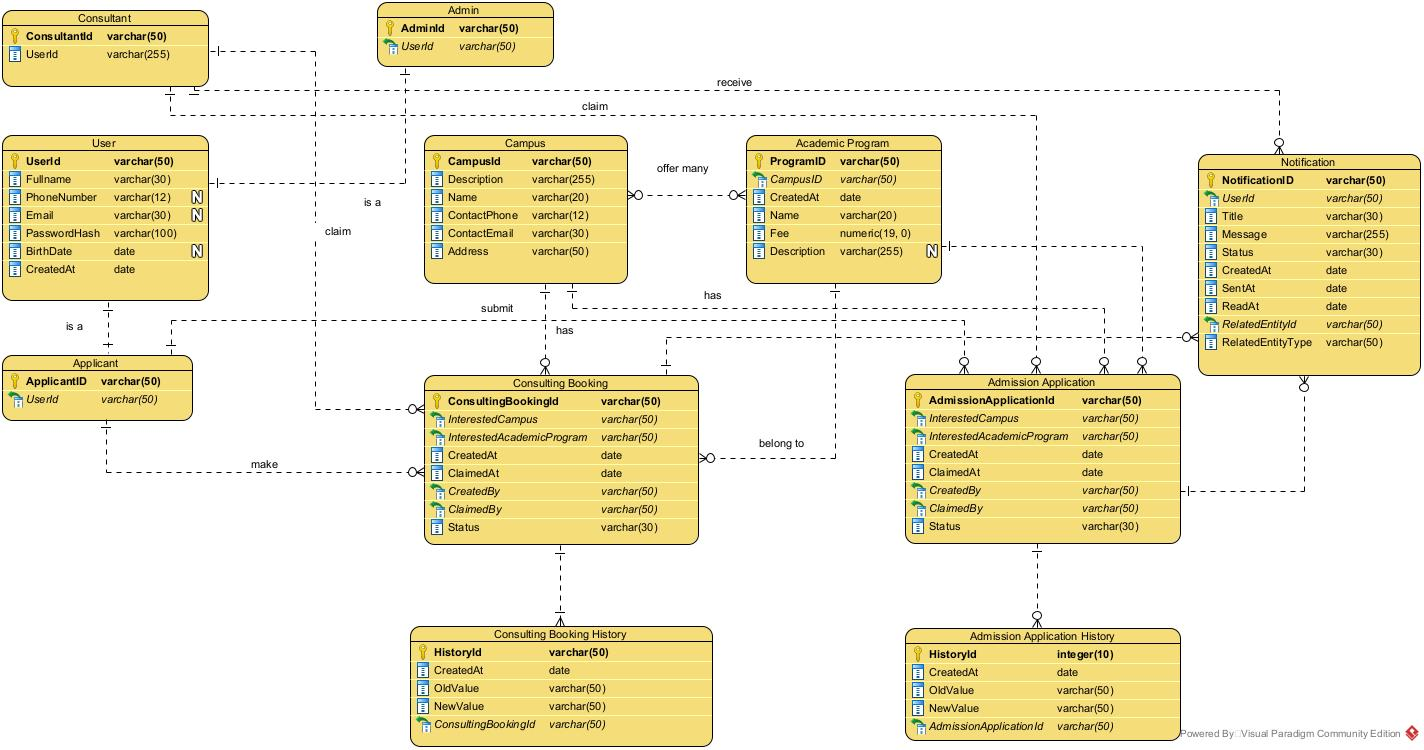 Consultant
ConsultantId varchar(50)
UserId varchar(255)
Admin
AdminId varchar(50)
UserId varchar(50)
receive
claim
User
UserId varchar(50)
Fullname varchar(30)
PhoneNumber varchar(12) N
Email varchar(30) N
PasswordHash varchar(100)
BirthDate date N
CreatedAt date
is a
claim
Campus
CampusId varchar(50)
Description varchar(255)
Name varchar(20)
ContactPhone varchar(12)
ContactEmail varchar(30)
Address varchar(50)
offer many
Academic Program
ProgramID varchar(50)
CampusID varchar(50)
CreatedAt date
Name varchar(20)
Fee numeric(19, 0)
Description varchar(255) N
Notification
NotificationID varchar(50)
UserId varchar(50)
Title varchar(30)
Message varchar(255)
Status varchar(30)
CreatedAt date
SentAt date
ReadAt date
RelatedEntityId varchar(50)
RelatedEntityType varchar(50)
is a
submit
has
has
Applicant
ApplicantID varchar(50)
UserId varchar(50)
make
Consulting Booking
ConsultingBookingId varchar(50)
InterestedCampus varchar(50)
InterestedAcademicProgram varchar(50)
CreatedAt date
ClaimedAt date
CreatedBy varchar(50)
ClaimedBy varchar(50)
Status varchar(30)
belong to
Admission Application
AdmissionApplicationId varchar(50)
InterestedCampus varchar(50)
InterestedAcademicProgram varchar(50)
CreatedAt date
ClaimedAt date
CreatedBy varchar(50)
ClaimedBy varchar(50)
Status varchar(30)
Consulting Booking History
HistoryId varchar(50)
CreatedAt date
OldValue varchar(50)
NewValue varchar(50)
ConsultingBookingId varchar(50)
Admission Application History
HistoryId integer(10)
CreatedAt date
OldValue varchar(50)
NewValue varchar(50)
AdmissionApplicationId varchar(50)
Powered By Visual Paradigm Community Edition